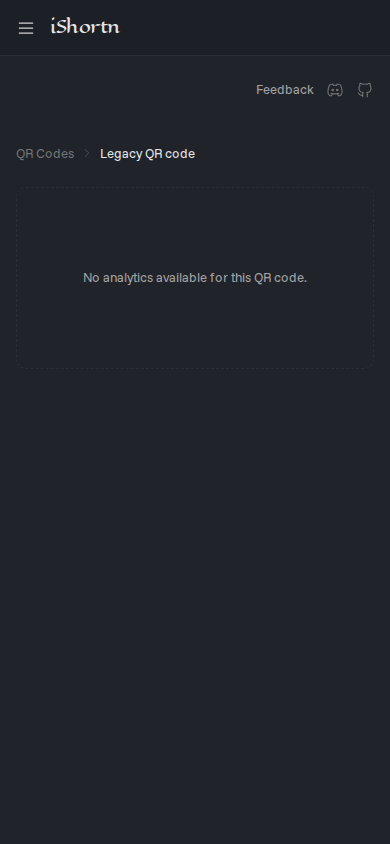 iShortn
Feedback
QR Codes
Legacy QR code
No analytics available for this QR code.